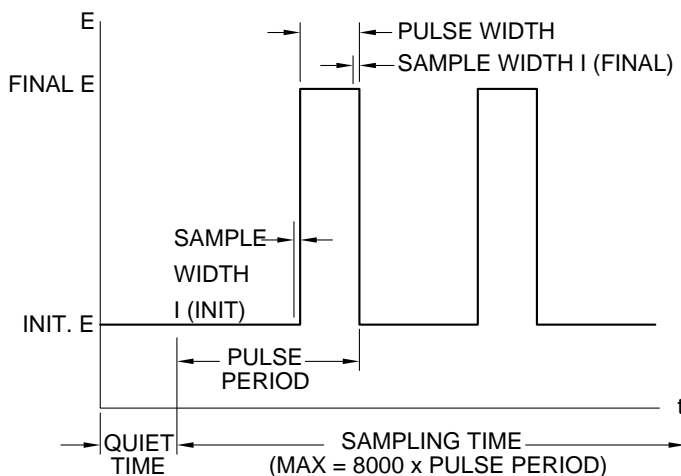 E
PULSE WIDTH
SAMPLE WIDTH I (FINAL)
FINAL E
SAMPLE
WIDTH
I (INIT)
INIT. E
PULSE
PERIOD
t
QUIET
TIME
SAMPLING TIME
(MAX = 8000 x PULSE PERIOD)